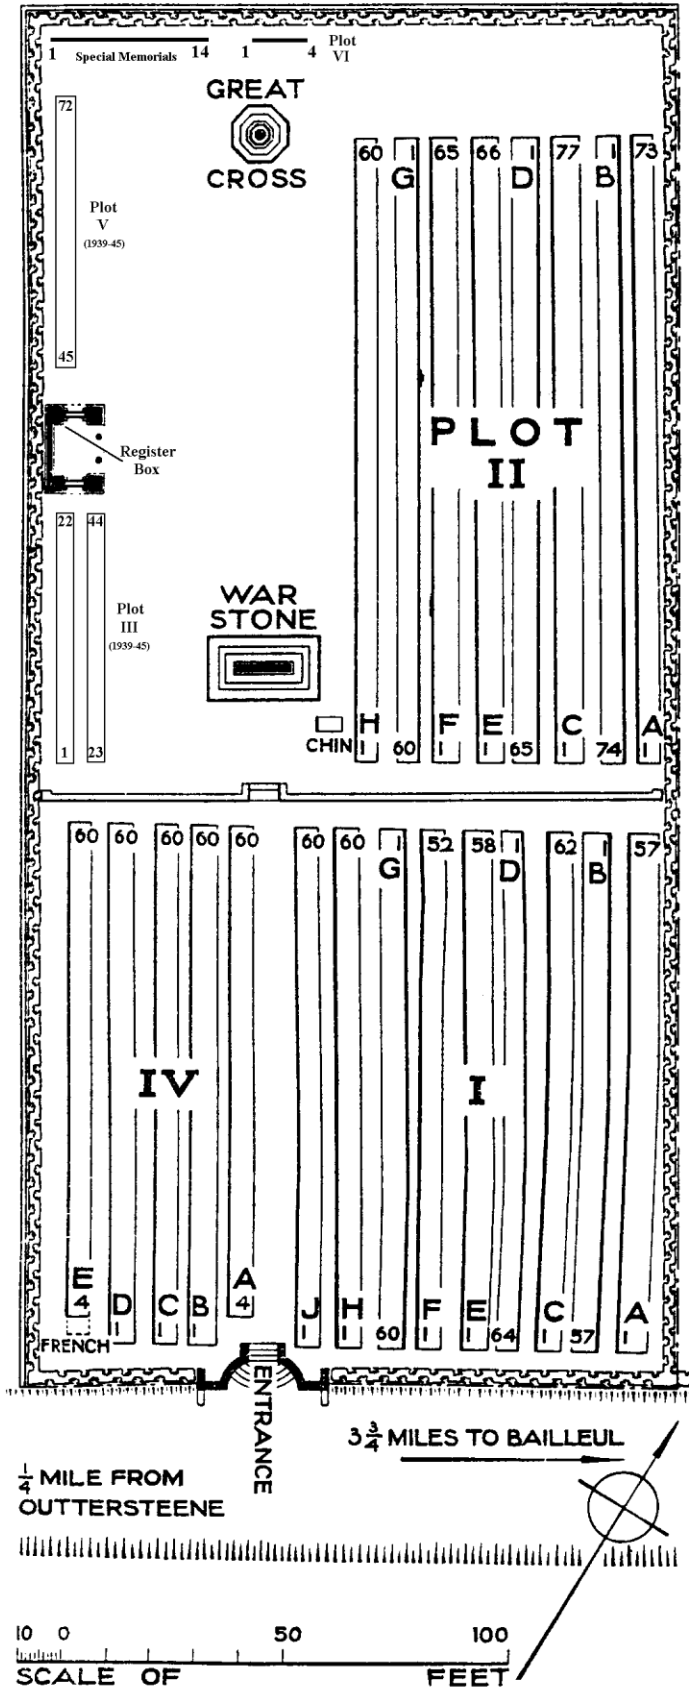 1 Special Memorials 14 1 4 Plot
VI
GREAT
CROSS
72
Plot
V
(1939-45)
45
60 1 65 66 1 77 1 73
G D B
PLOT
II
Register
Box
22 44
Plot
III
(1939-45)
1 23
WAR
STONE
CHIN
H F E C A
1 60 1 1 65 1 74 1
60 60 60 60 60 60 60 1 52 58 1 62 1 57
G D B
IV I
E D C B A J H F E C A
4 1 1 1 4 1 1 60 1 1 64 1 57 1
FRENCH
ENTRANCE
3 3/4 MILES TO BAILLEUL
1/4 MILE FROM
OUTTERSTEENE
10 0 50 100
SCALE OF FEET